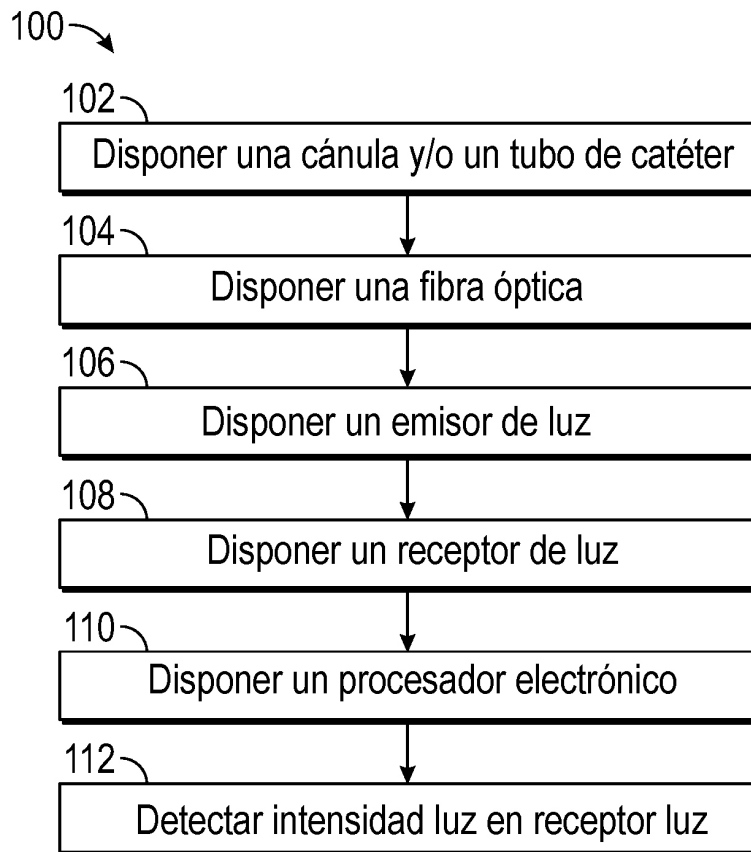 100
102
Disponer una cánula y/o un tubo de catéter
104
Disponer una fibra óptica
106
Disponer un emisor de luz
108
Disponer un receptor de luz
110
Disponer un procesador electrónico
112
Detectar intensidad luz en receptor luz